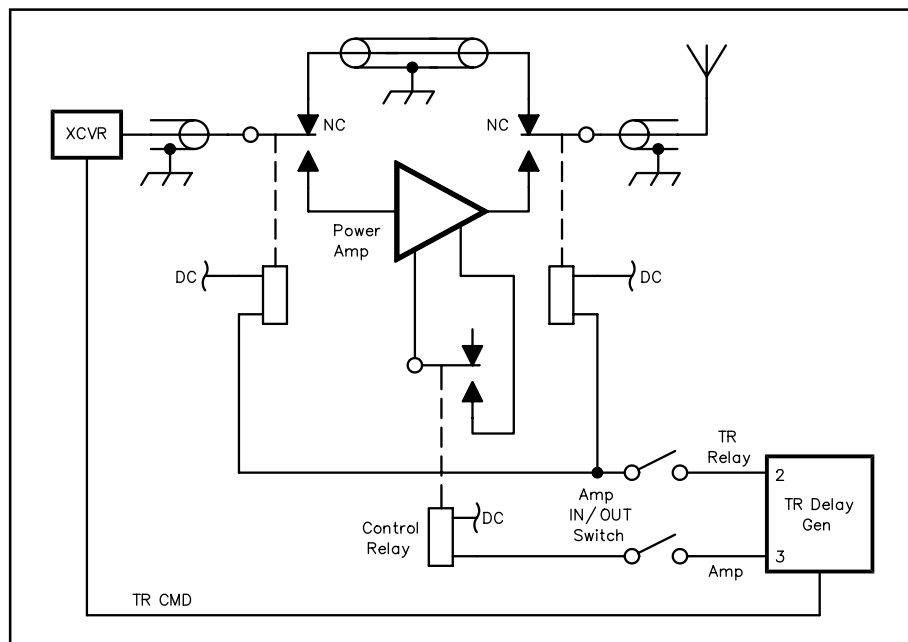 NC
NC
XCVR
Power
Amp
DC
DC
TR
Relay
2
Amp
IN/OUT
Switch
TR Delay
Gen
DC
Control
Relay
3
Amp
TR CMD